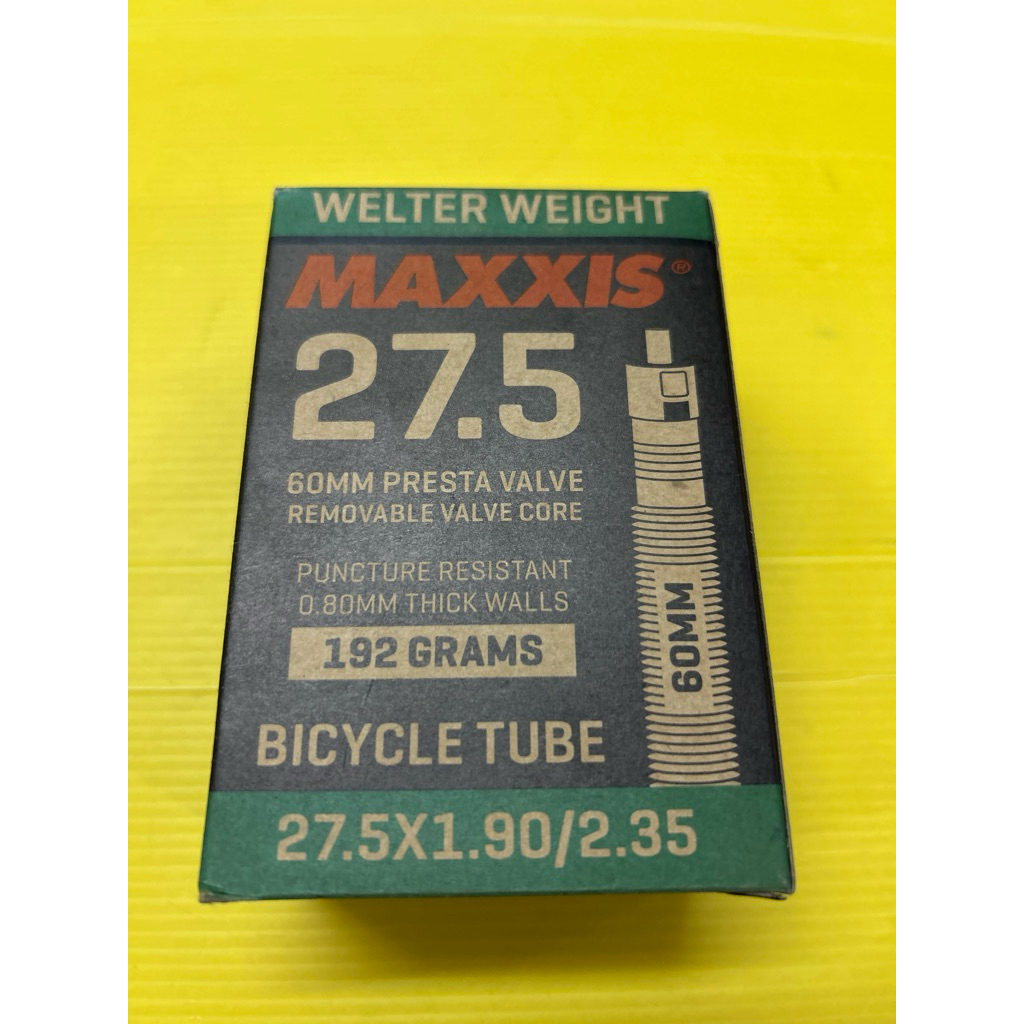 WELTER WEIGHT
MAXXIS®
27.5
60MM PRESTA VALVE
REMOVABLE VALVE CORE
PUNCTURE RESISTANT
0.80MM THICK WALLS
192 GRAMS
60MM
BICYCLE TUBE
27.5X1.90/2.35